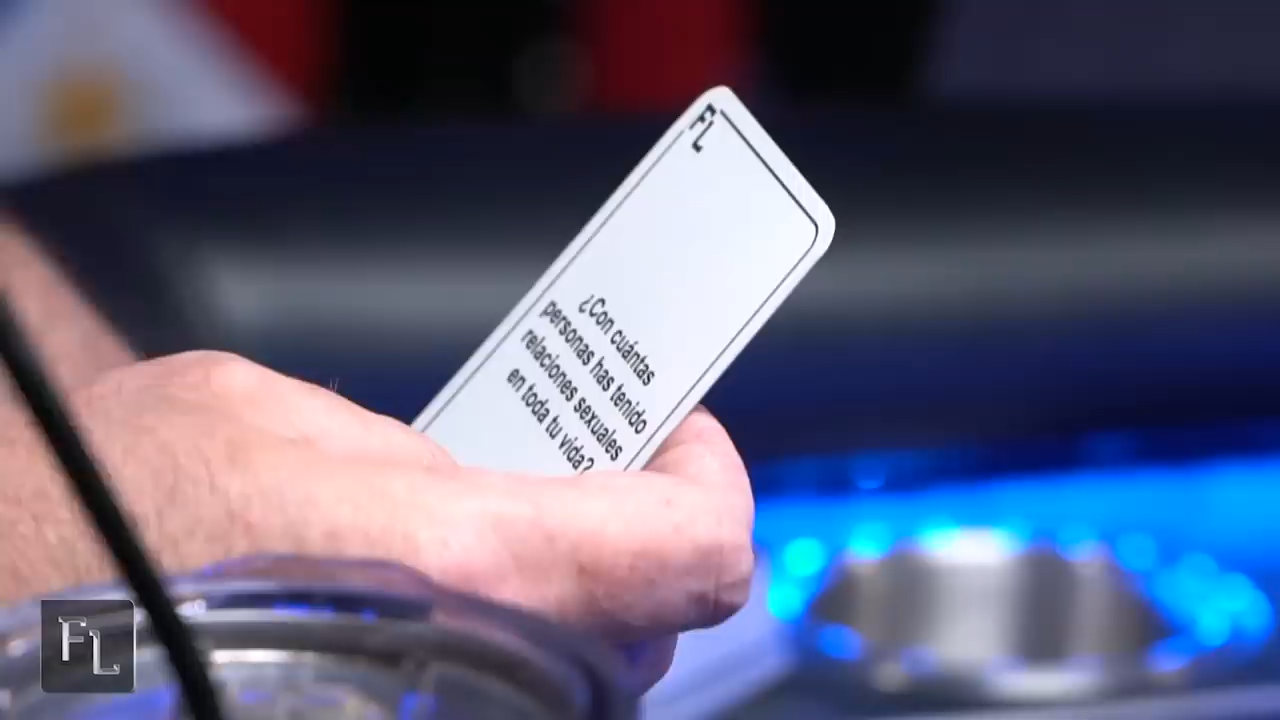 FL
¿Con cuántas
personas has tenido
relaciones sexuales
en toda tu vida?
FL